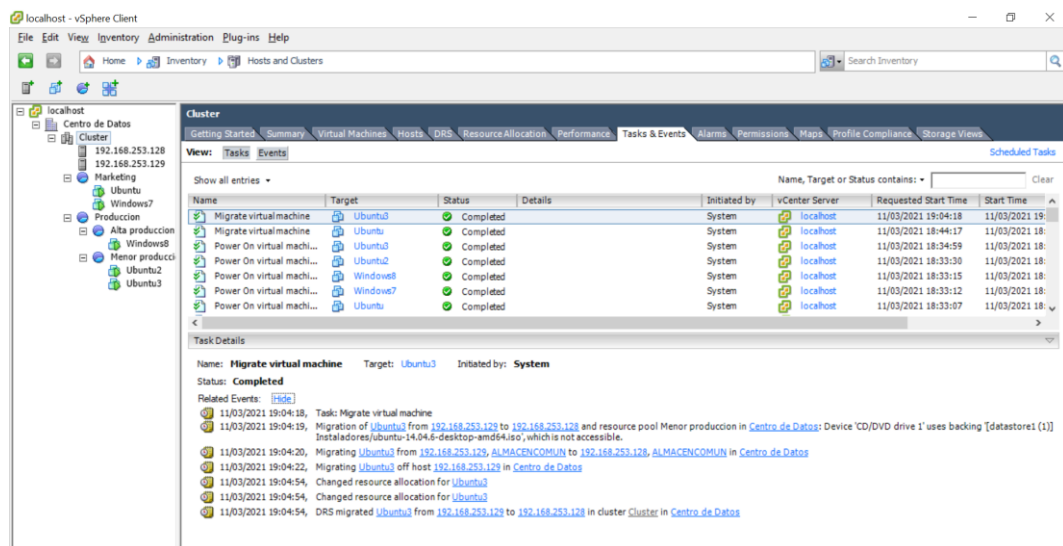 localhost - vSphere Client
File Edit View Inventory Administration Plug-ins Help
Home Inventory Hosts and Clusters
Search Inventory
localhost
Centro de Datos
Cluster
192.168.253.128
192.168.253.129
Marketing
Ubuntu
Windows7
Produccion
Alta produccion
Windows8
Menor producci
Ubuntu2
Ubuntu3
Cluster
Getting Started Summary Virtual Machines Hosts DRS Resource Allocation Performance Tasks & Events Alarms Permissions Maps Profile Compliance Storage Views
View: Tasks Events Scheduled Tasks
Show all entries Name, Target or Status contains: Clear
Name Target Status Details Initiated by vCenter Server Requested Start Time Start Time
Migrate virtual machine Ubuntu3 Completed System localhost 11/03/2021 19:04:18 11/03/2021 19:
Migrate virtual machine Ubuntu Completed System localhost 11/03/2021 18:44:17 11/03/2021 18:
Power On virtual machi... Ubuntu3 Completed System localhost 11/03/2021 18:34:59 11/03/2021 18:
Power On virtual machi... Ubuntu2 Completed System localhost 11/03/2021 18:33:30 11/03/2021 18:
Power On virtual machi... Windows8 Completed System localhost 11/03/2021 18:33:15 11/03/2021 18:
Power On virtual machi... Windows7 Completed System localhost 11/03/2021 18:33:12 11/03/2021 18:
Power On virtual machi... Ubuntu Completed System localhost 11/03/2021 18:33:07 11/03/2021 18:
Task Details
Name: Migrate virtual machine Target: Ubuntu3 Initiated by: System
Status: Completed
Related Events: Hide
11/03/2021 19:04:18, Task: Migrate virtual machine
11/03/2021 19:04:19, Migration of Ubuntu3 from 192.168.253.129 to 192.168.253.128 and resource pool Menor produccion in Centro de Datos: Device 'CD/DVD drive 1' uses backing '[datastore1 (1)]
Instaladores/ubuntu-14.04.6-desktop-amd64.iso', which is not accessible.
11/03/2021 19:04:20, Migrating Ubuntu3 from 192.168.253.129, ALMACENCOMUN to 192.168.253.128, ALMACENCOMUN in Centro de Datos
11/03/2021 19:04:22, Migrating Ubuntu3 off host 192.168.253.129 in Centro de Datos
11/03/2021 19:04:54, Changed resource allocation for Ubuntu3
11/03/2021 19:04:54, Changed resource allocation for Ubuntu3
11/03/2021 19:04:54, DRS migrated Ubuntu3 from 192.168.253.129 to 192.168.253.128 in cluster Cluster in Centro de Datos